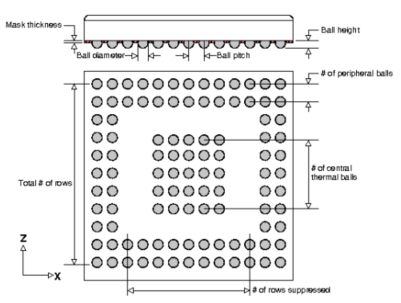 Mask thickness
Ball height
Ball diameter
Ball pitch
# of peripheral balls
# of central
thermal balls
Total # of rows
Z
X
# of rows suppressed